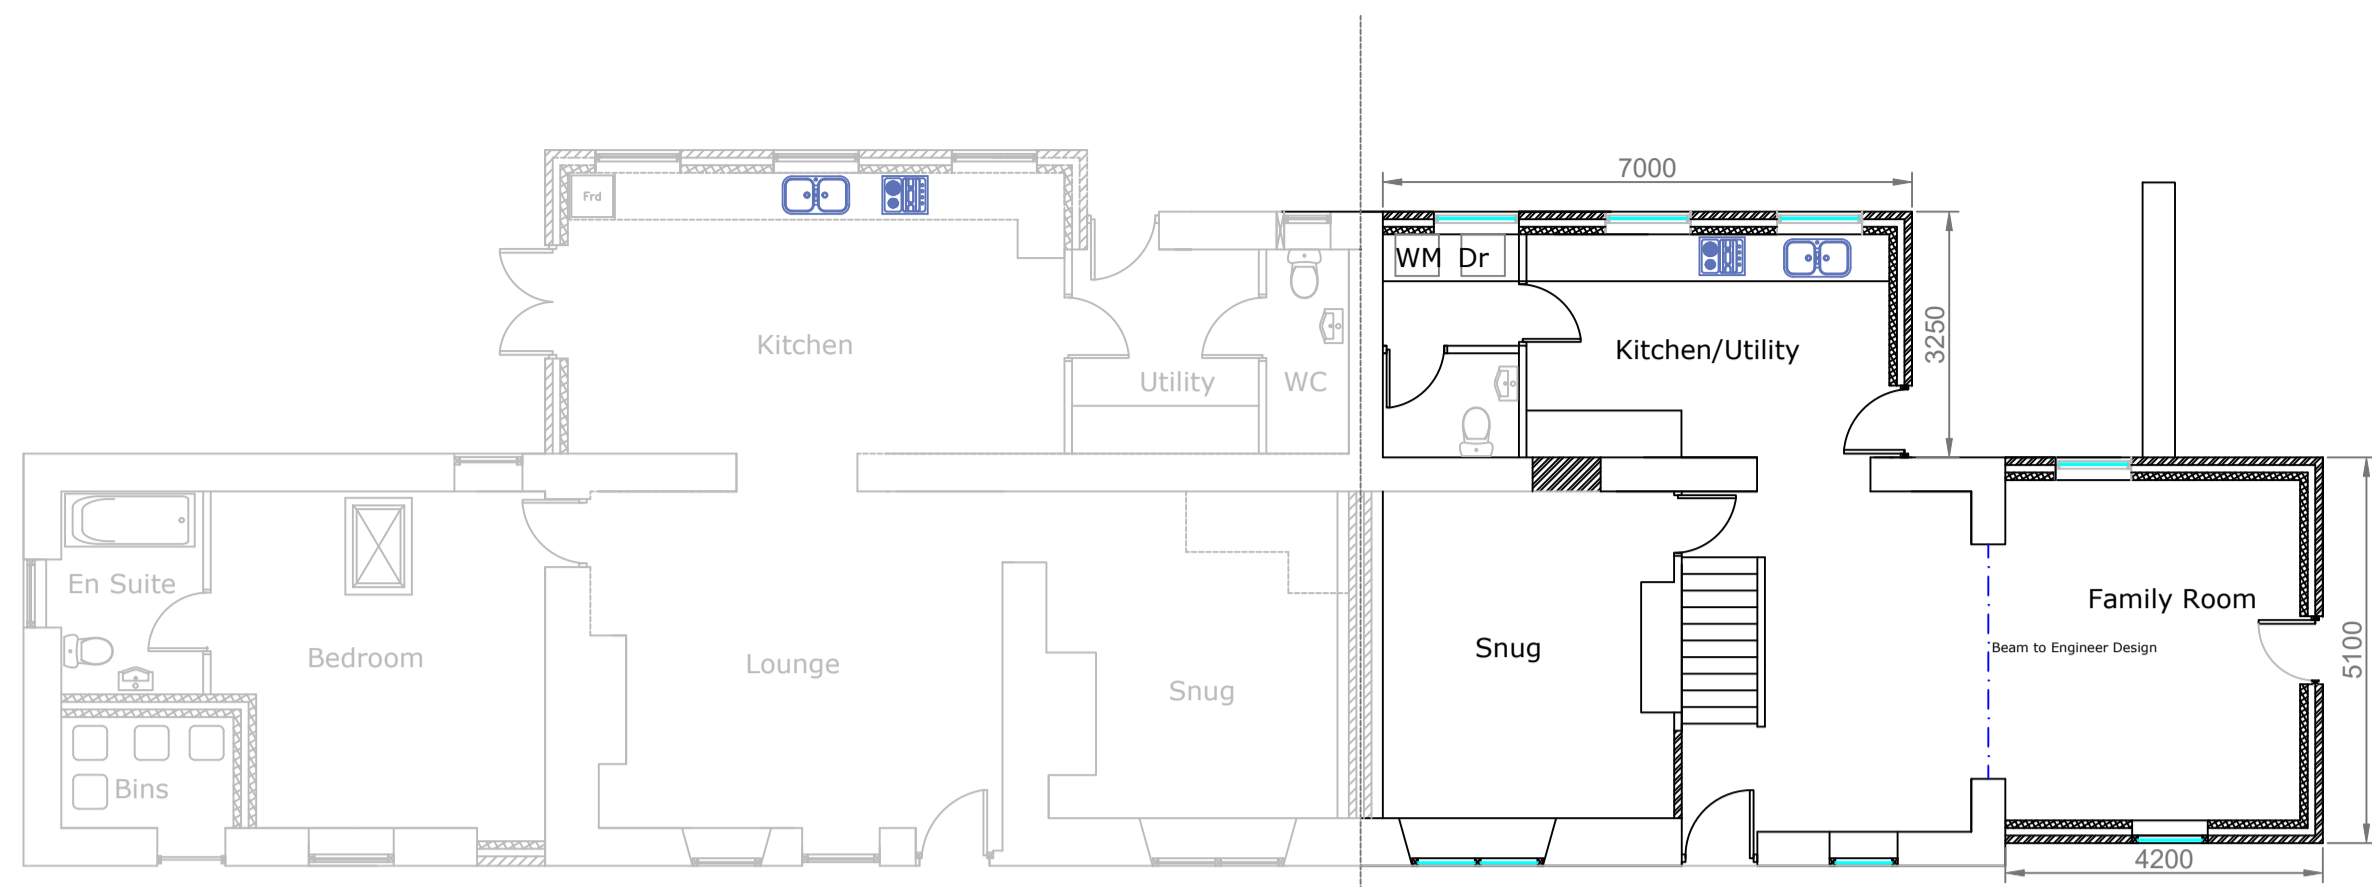 7000
Frd
WM Dr
3250
Kitchen
Kitchen/Utility
Utility
WC
En Suite
Family Room
Bedroom
Lounge
Snug
Beam to Engineer Design
5100
Snug
Bins
4200